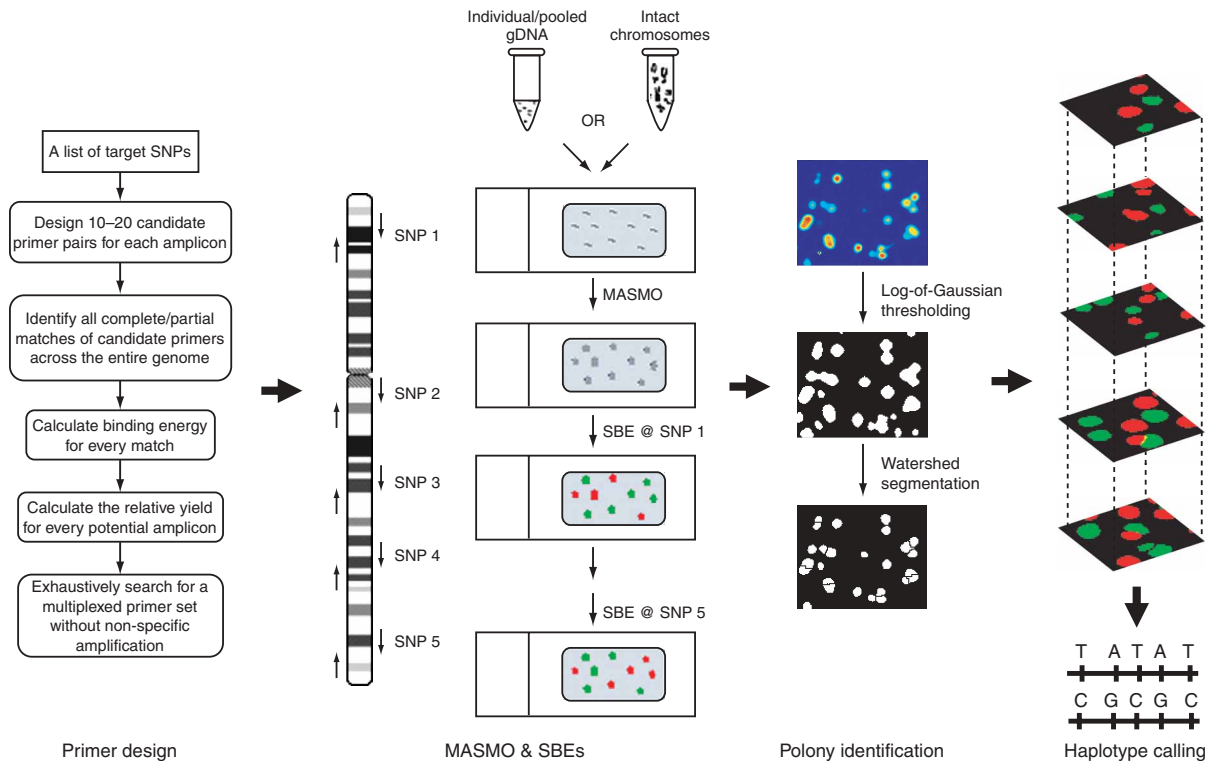 Individual/pooled
gDNA
Intact
chromosomes
OR
A list of target SNPs
Design 10–20 candidate
primer pairs for each amplicon
Identify all complete/partial
matches of candidate primers
across the entire genome
Calculate binding energy
for every match
Calculate the relative yield
for every potential amplicon
Exhaustively search for a
multiplexed primer set
without non-specific
amplification
Primer design
SNP 1
SNP 2
SNP 3
SNP 4
SNP 5
MASMO
SBE @ SNP 1
SBE @ SNP 5
MASMO & SBEs
Log-of-Gaussian
thresholding
Watershed
segmentation
Polony identification
T A T A T
C G C G C
Haplotype calling